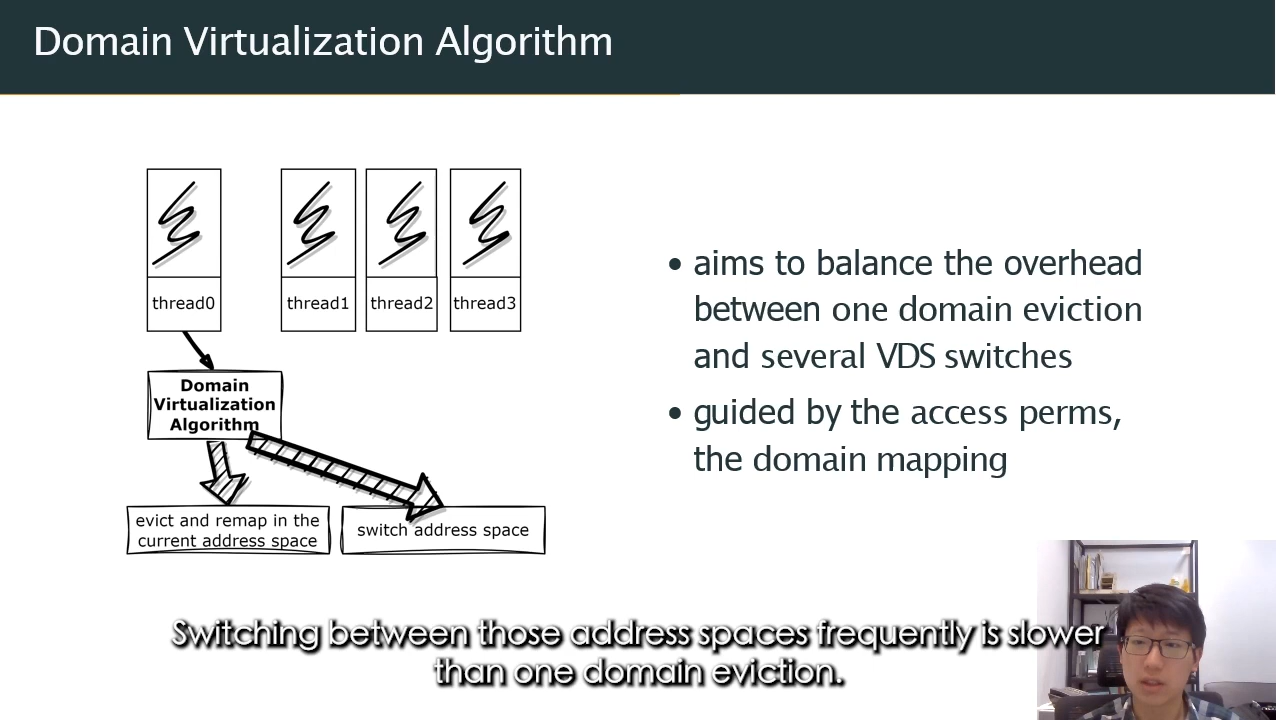 Domain Virtualization Algorithm
thread0
thread1
thread2
thread3
Domain
Virtualization
Algorithm
evict and remap in the
current address space
switch address space
• aims to balance the overhead
between one domain eviction
and several VDS switches
• guided by the access perms,
the domain mapping
Switching between those address spaces frequently is slower
than one domain eviction.